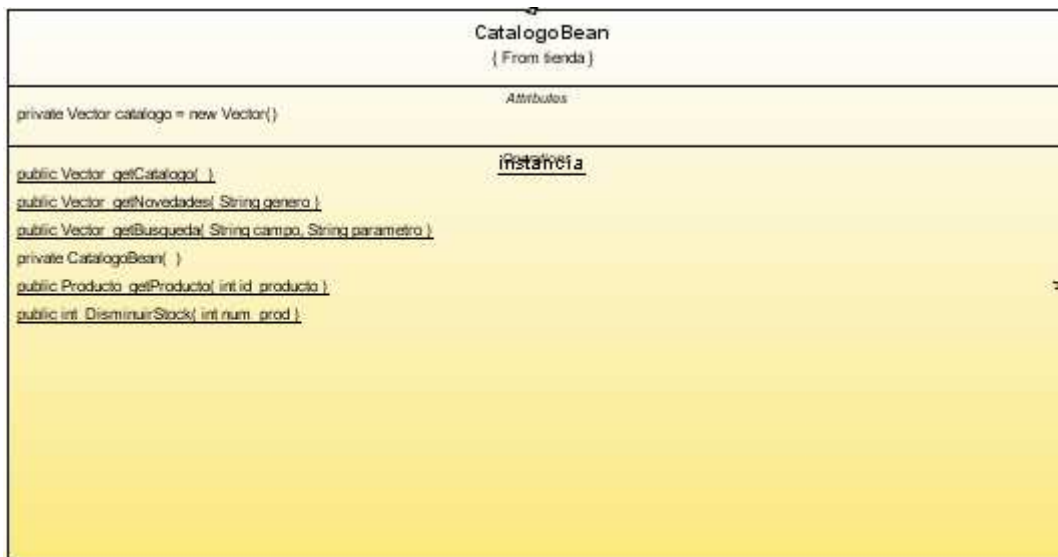 CatalogoBean
{ From tienda }
Attributes
private Vector catalogo = new Vector()
Operations
instancia
public Vector getCatalogo( )
public Vector getNovedades( String genero )
public Vector getBusqueda( String campo, String parametro )
private CatalogoBean( )
public Producto getProducto( int id_producto )
public int DisminuirStock( int num_prod )